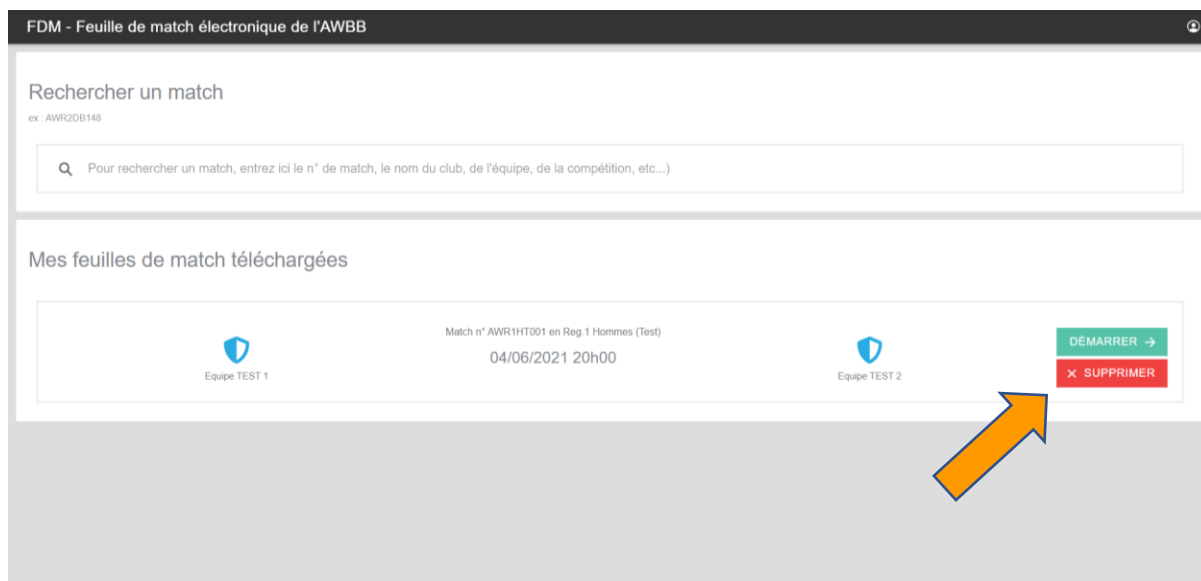 FDM - Feuille de match électronique de l'AWBB
Rechercher un match
ex : AWR2DB148
Pour rechercher un match, entrez ici le n° de match, le nom du club, de l'équipe, de la compétition, etc...)
Mes feuilles de match téléchargées
Match n° AWR1HT001 en Reg.1 Hommes (Test)
04/06/2021 20h00
Equipe TEST 1
Equipe TEST 2
DÉMARRER →
× SUPPRIMER